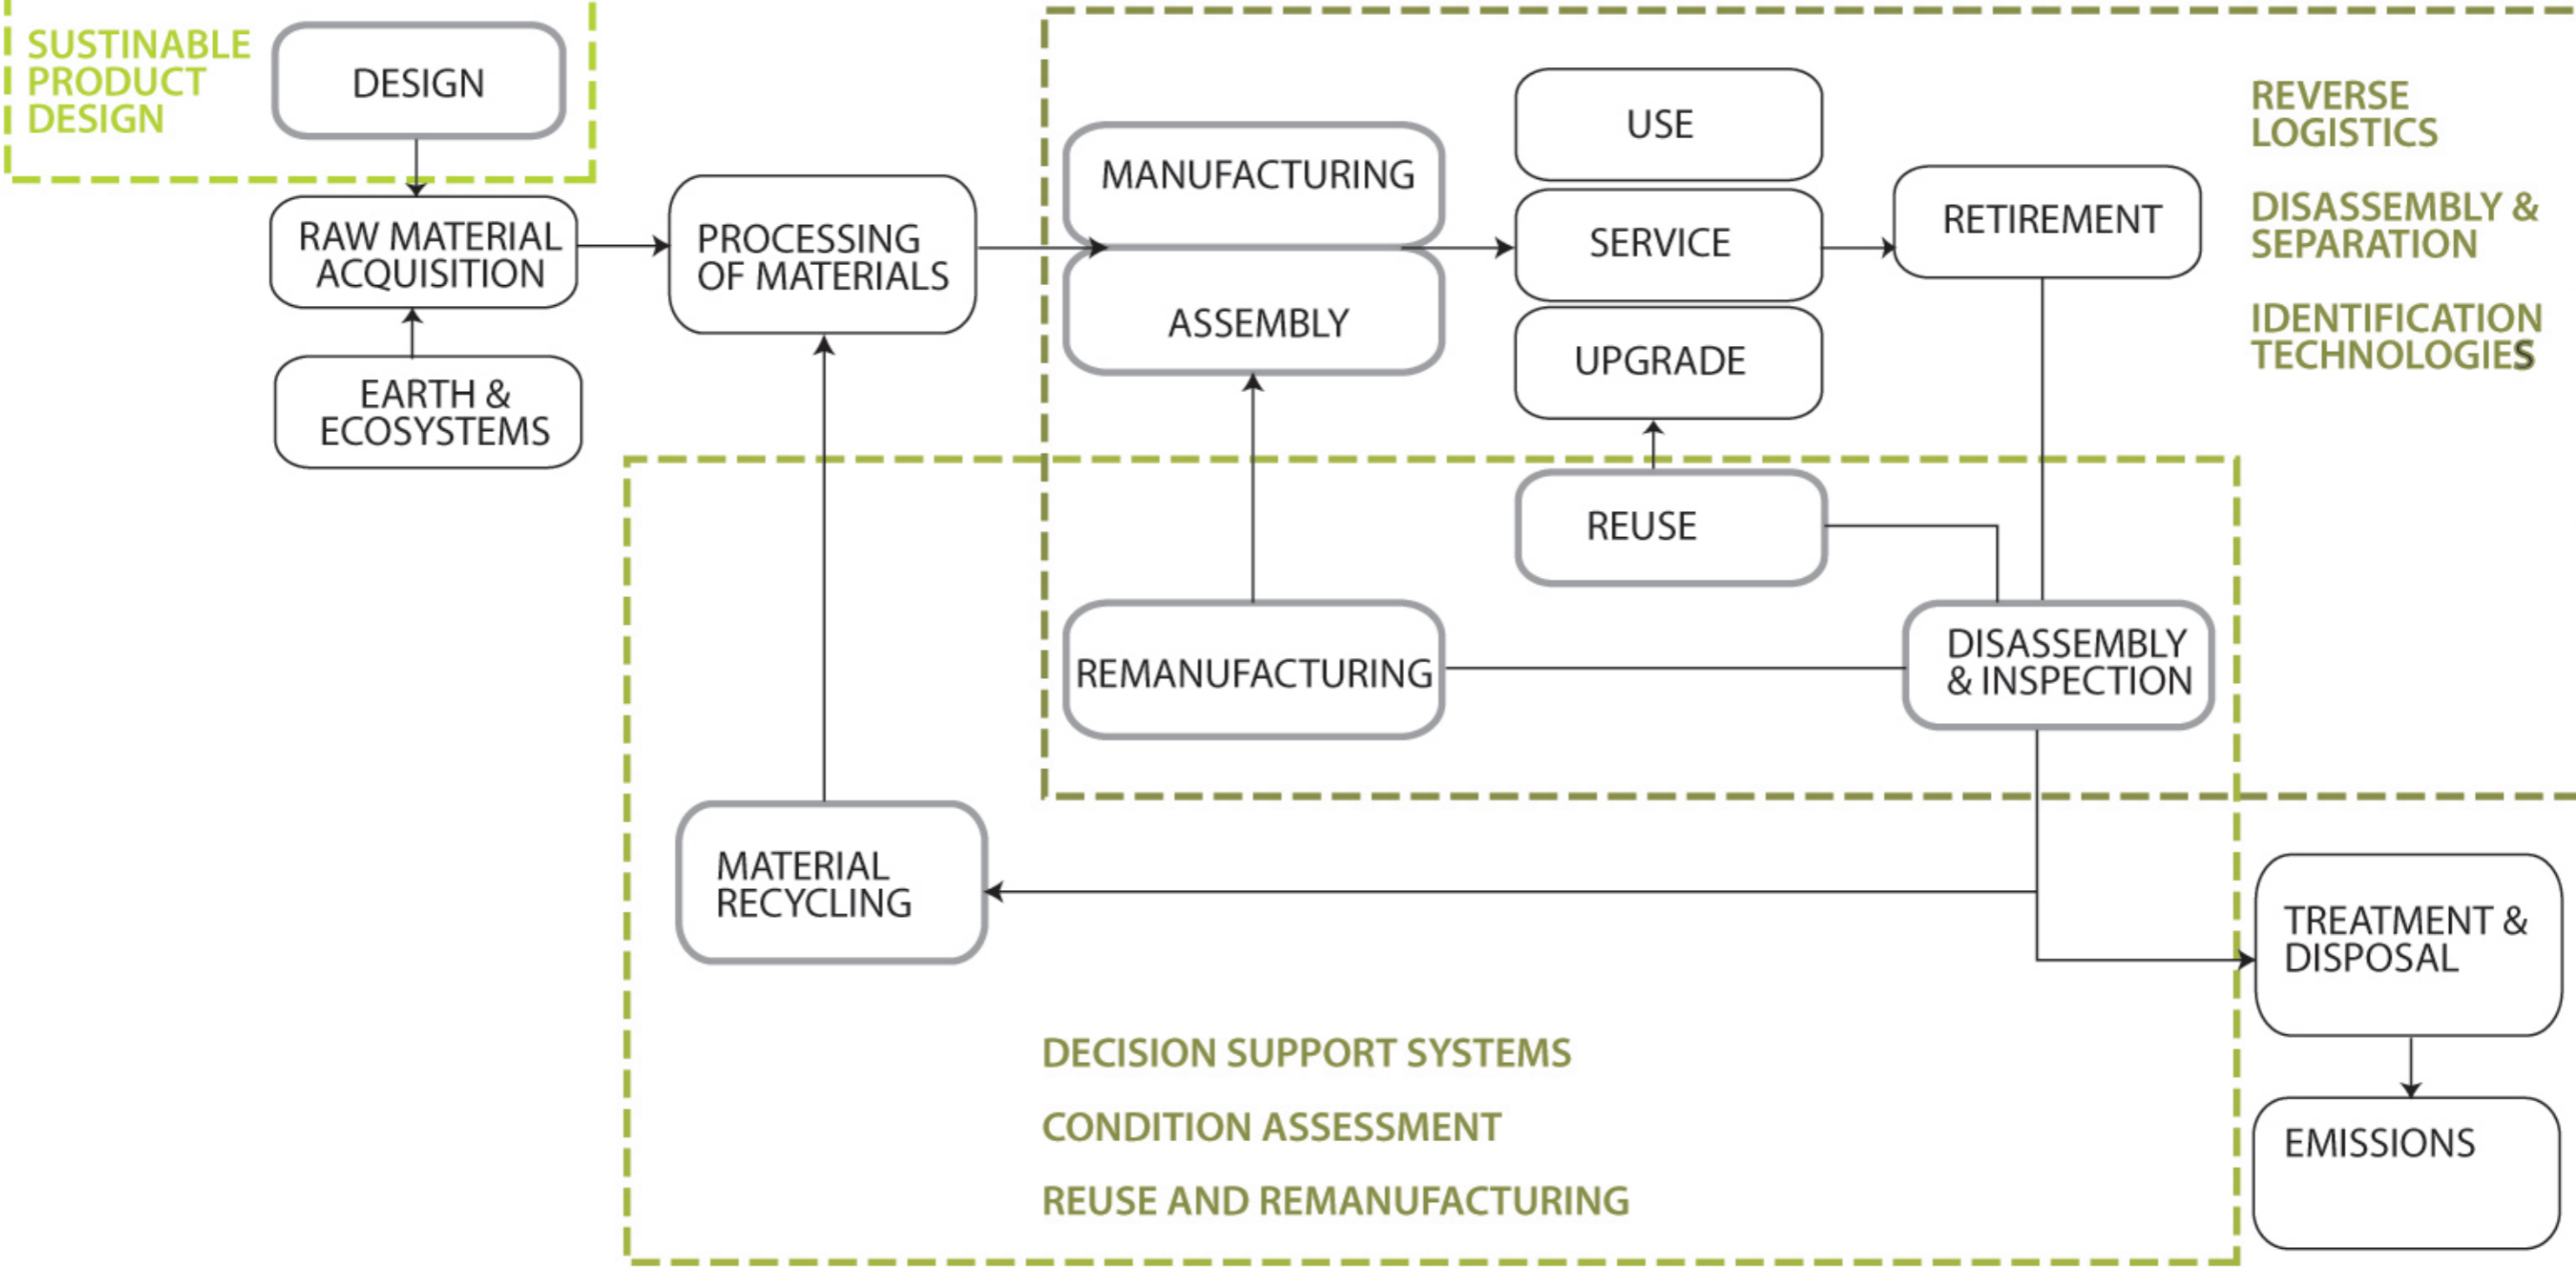 SUSTINABLE
PRODUCT
DESIGN
DESIGN
RAW MATERIAL
ACQUISITION
EARTH &
ECOSYSTEMS
PROCESSING
OF MATERIALS
MANUFACTURING
ASSEMBLY
USE
SERVICE
UPGRADE
RETIREMENT
REVERSE
LOGISTICS
DISASSEMBLY &
SEPARATION
IDENTIFICATION
TECHNOLOGIES
REUSE
REMANUFACTURING
DISASSEMBLY
& INSPECTION
MATERIAL
RECYCLING
TREATMENT &
DISPOSAL
EMISSIONS
DECISION SUPPORT SYSTEMS
CONDITION ASSESSMENT
REUSE AND REMANUFACTURING